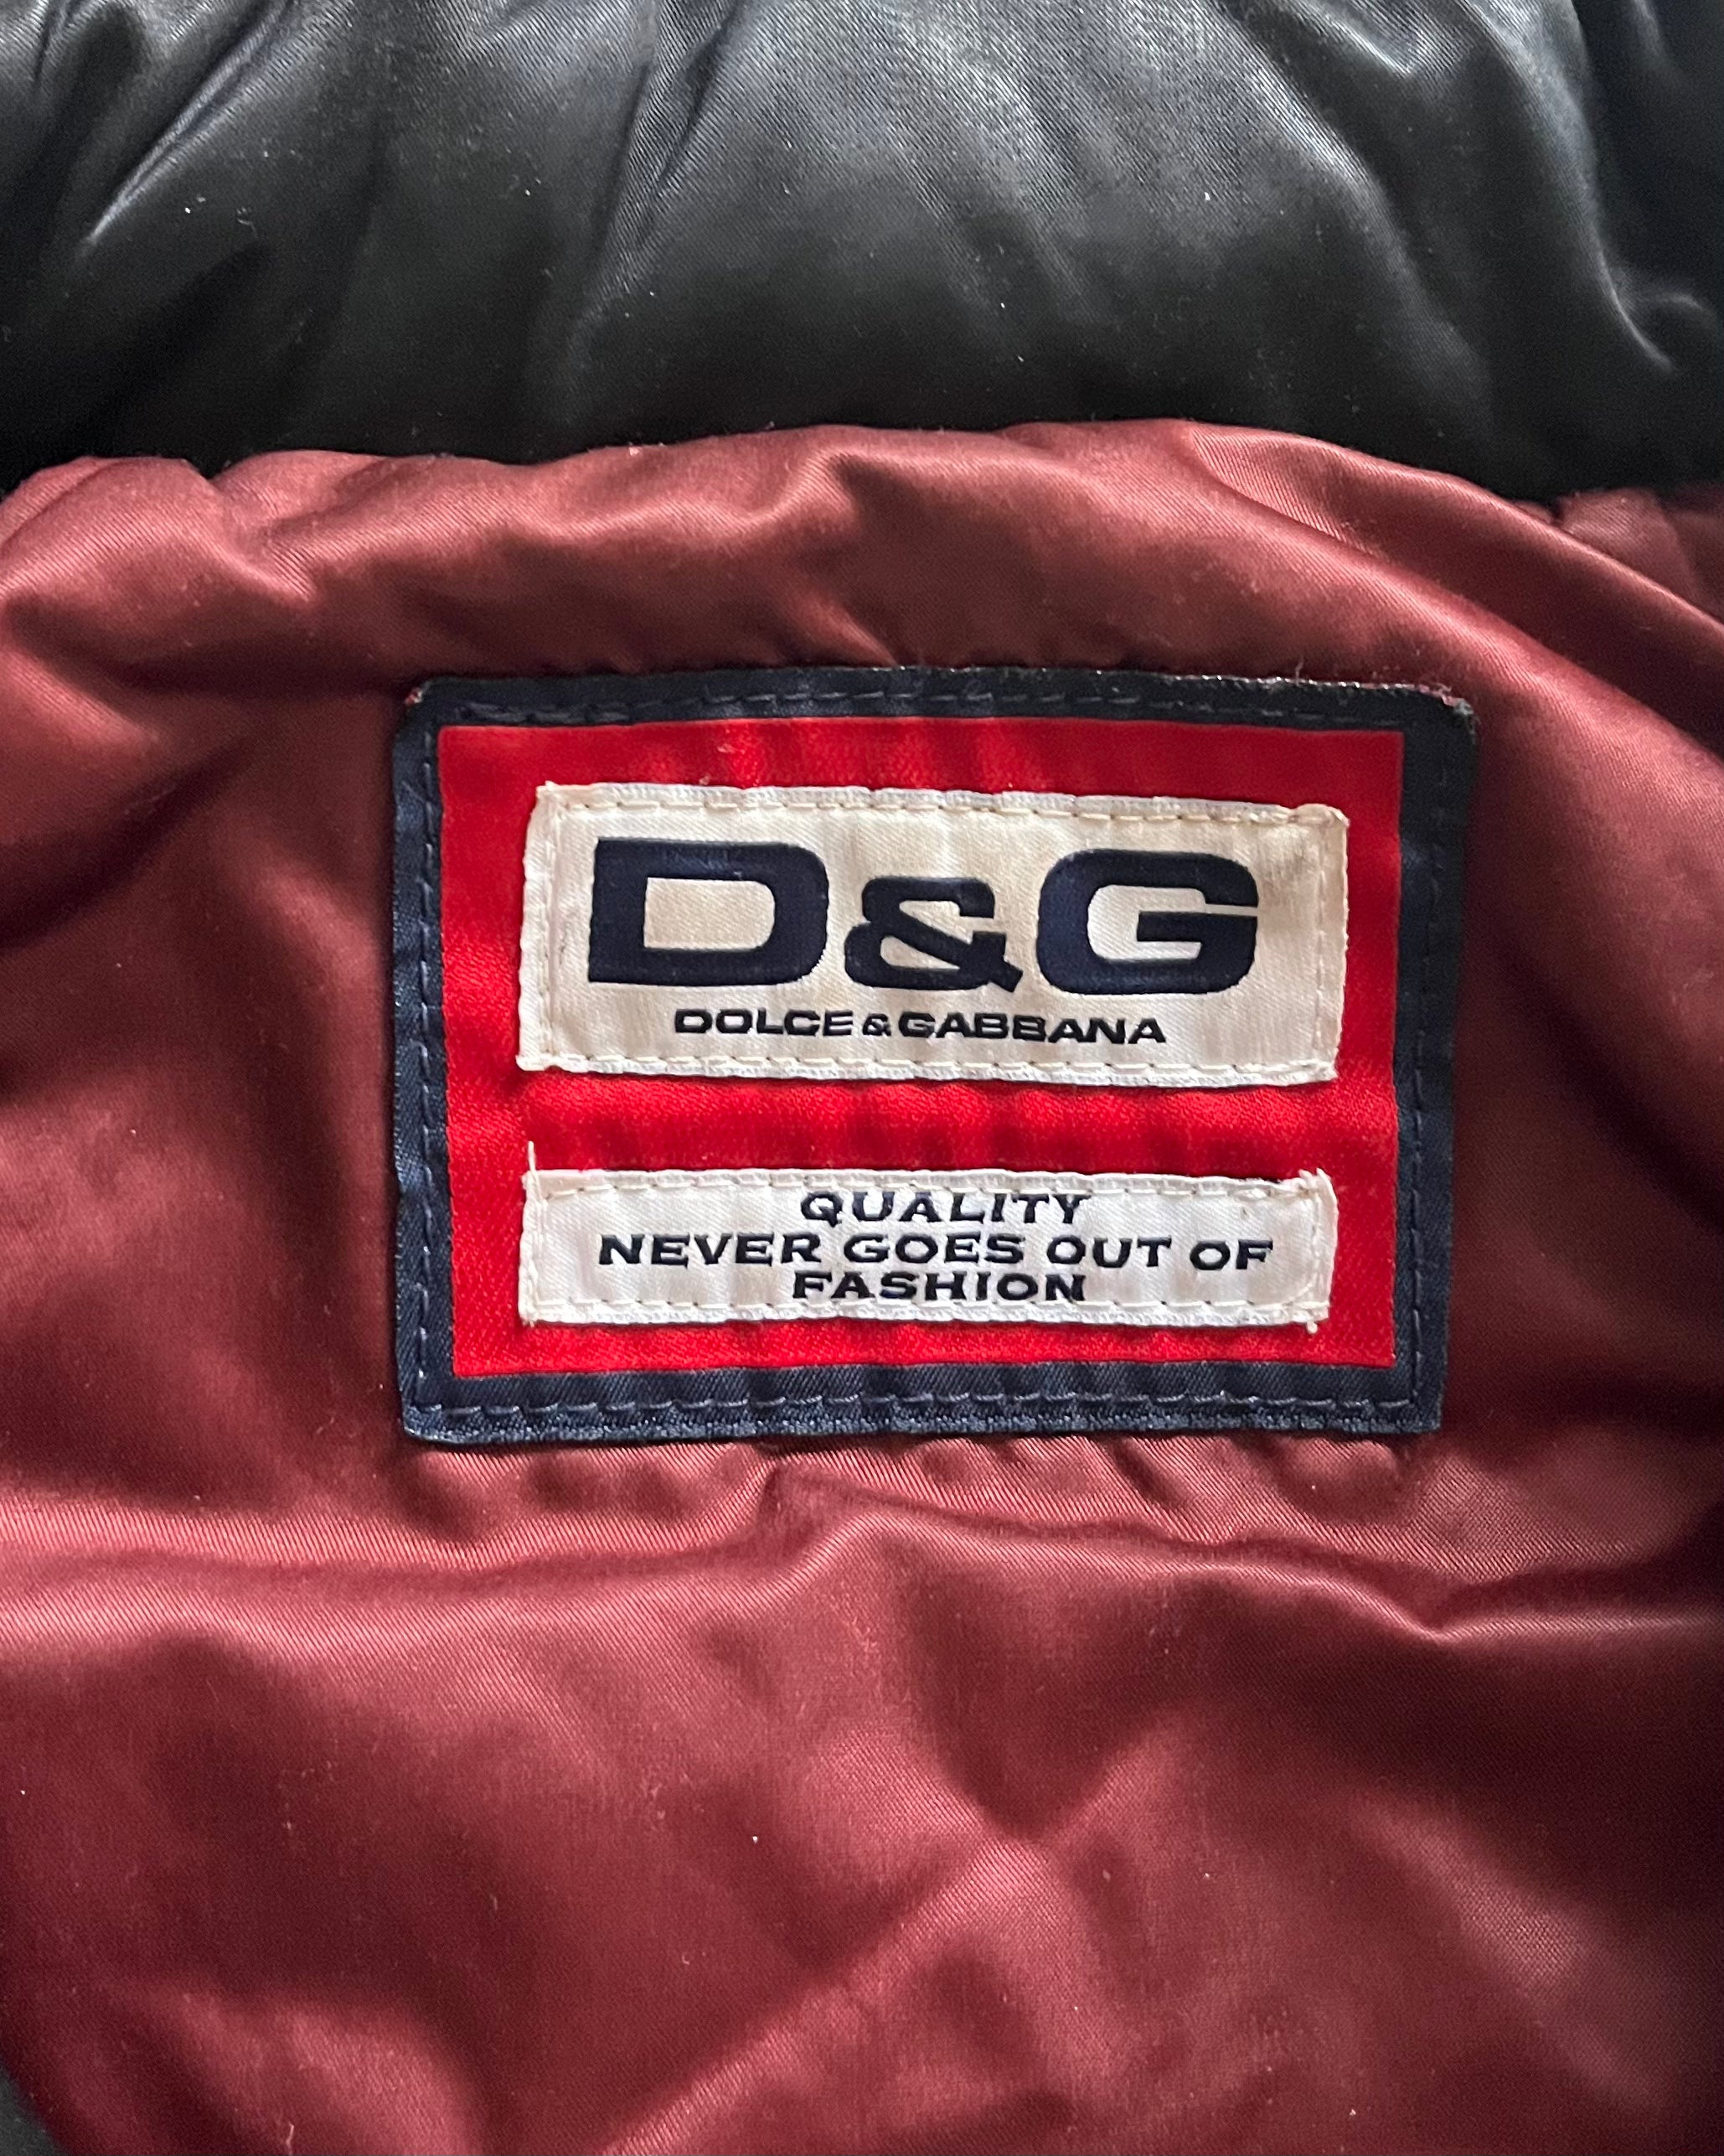 D&G
DOLCE & GABBANA
QUALITY
NEVER GOES OUT OF
FASHION